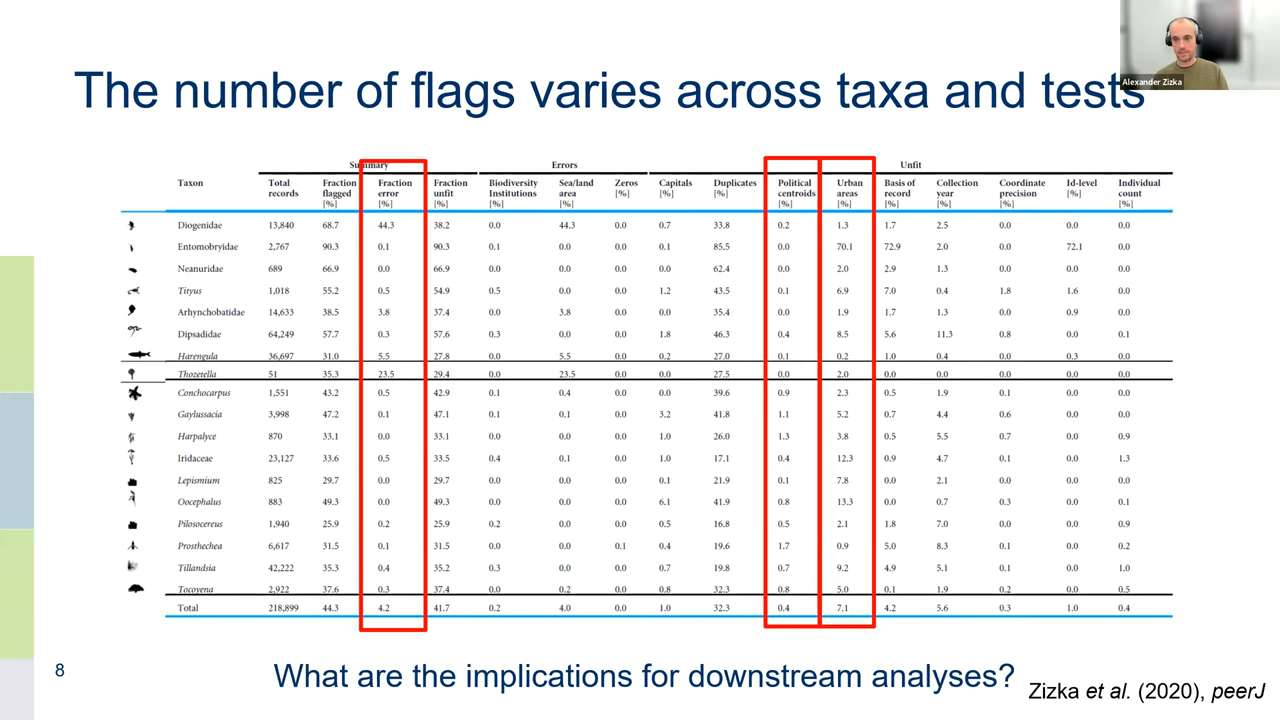 Alexander Zizka
The number of flags varies across taxa and tests
Summary Errors Unfit
Taxon Total records Fraction flagged [%] Fraction error [%] Fraction unfit [%] Biodiversity Institutions [%] Sea/land area [%] Zeros [%] Capitals [%] Duplicates [%] Political centroids [%] Urban areas [%] Basis of record [%] Collection year [%] Coordinate precision [%] Id-level [%] Individual count [%]
Diogenidae 13,840 68.7 44.3 38.2 0.0 44.3 0.0 0.7 33.8 0.2 1.3 1.7 2.5 0.0 0.0 0.0
Entomobryidae 2,767 90.3 0.1 90.3 0.1 0.0 0.0 0.1 85.5 0.0 70.1 72.9 2.0 0.0 72.1 0.0
Neanuridae 689 66.9 0.0 66.9 0.0 0.0 0.0 0.0 62.4 0.0 2.0 2.9 1.3 0.0 0.0 0.0
Tityus 1,018 55.2 0.5 54.9 0.5 0.0 0.0 1.2 43.5 0.1 6.9 7.0 0.4 1.8 1.6 0.0
Arhynchobatidae 14,633 38.5 3.8 37.4 0.0 3.8 0.0 0.0 35.4 0.0 1.9 1.7 1.3 0.0 0.9 0.0
Dipsadidae 64,249 57.7 0.3 57.6 0.3 0.0 0.0 1.8 46.3 0.4 8.5 5.6 11.3 0.8 0.0 0.1
Harengula 36,697 31.0 5.5 27.8 0.0 5.5 0.0 0.2 27.0 0.1 0.2 1.0 0.4 0.0 0.3 0.0
Thozetella 51 35.3 23.5 29.4 0.0 23.5 0.0 0.0 27.5 0.0 2.0 0.0 0.0 0.0 0.0 0.0
Conchocarpus 1,551 43.2 0.5 42.9 0.1 0.4 0.0 0.0 39.6 0.9 2.3 0.5 1.9 0.1 0.0 0.0
Gaylussacia 3,998 47.2 0.1 47.1 0.1 0.1 0.0 3.2 41.8 1.1 5.2 0.7 4.4 0.6 0.0 0.0
Harpalyce 870 33.1 0.0 33.1 0.0 0.0 0.0 1.0 26.0 1.3 3.8 0.5 5.5 0.7 0.0 0.9
Iridaceae 23,127 33.6 0.5 33.5 0.4 0.1 0.0 1.0 17.1 0.4 12.3 0.9 4.7 0.1 0.0 1.3
Lepismium 825 29.7 0.0 29.7 0.0 0.0 0.0 0.1 21.9 0.1 7.8 0.0 2.1 0.0 0.0 0.0
Oocephalus 883 49.3 0.0 49.3 0.0 0.0 0.0 6.1 41.9 0.8 13.3 0.0 0.7 0.3 0.0 0.1
Pilosocereus 1,940 25.9 0.2 25.9 0.2 0.0 0.0 0.5 16.8 0.5 2.1 1.8 7.0 0.0 0.0 0.9
Prosthechea 6,617 31.5 0.1 31.5 0.0 0.0 0.1 0.4 19.6 1.7 0.9 5.0 8.3 0.1 0.0 0.2
Tillandsia 42,222 35.3 0.4 35.2 0.3 0.0 0.0 0.7 19.8 0.7 9.2 4.9 5.1 0.1 0.0 1.0
Tocoyena 2,922 37.6 0.3 37.4 0.0 0.2 0.0 0.8 32.3 0.8 5.0 0.1 1.9 0.2 0.0 0.5
Total 218,899 44.3 4.2 41.7 0.2 4.0 0.0 1.0 32.3 0.4 7.1 4.2 5.6 0.3 1.0 0.4
8
What are the implications for downstream analyses?
Zizka et al. (2020), peerJ